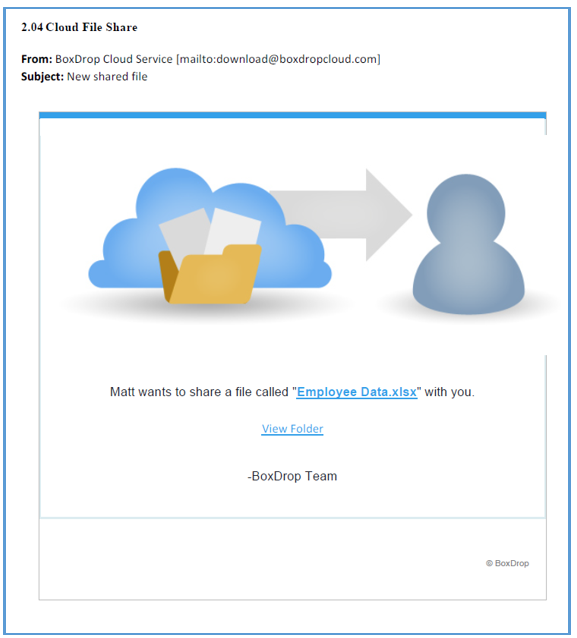 2.04 Cloud File Share
From: BoxDrop Cloud Service [mailto:download@boxdropcloud.com]
Subject: New shared file
Matt wants to share a file called "Employee Data.xlsx" with you.
View Folder
-BoxDrop Team
© BoxDrop